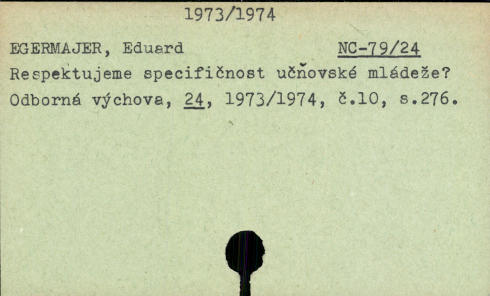 1973/1974
EGERMAJER, Eduard NC-79/24
Respektujeme specifičnost učňovské mládeže?
Odborná výchova, 24, 1973/1974, č.10, s.276.